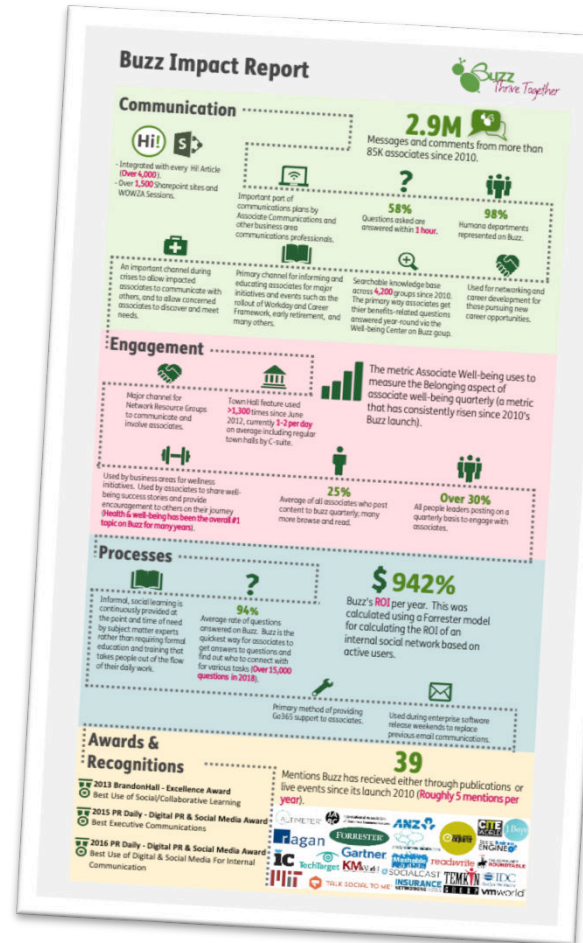 Buzz Impact Report
Buzz
Thrive Together
Communication
Hi!
S
- Integrated with every Hi! Article
(Over 4,000).
- Over 1,500 Sharepoint sites and
WOWZA Sessions.
2.9M
Messages and comments from more than
85K associates since 2010.
Important part of
communications plans by
Associate Communications and
other business area
communications professionals.
?
58%
Questions asked are
answered within 1 hour.
98%
Humana departments
represented on Buzz.
An important channel during
crises to allow impacted
associates to communicate with
others, and to allow concerned
associates to discover and meet
needs.
Primary channel for informing and
educating associates for major
initiatives and events such as the
rollout of Workday and Career
Framework, early retirement, and
many others.
Searchable knowledge base
across 4,200 groups since 2010.
The primary way associates get
thier benefits-related questions
answered year-round via the
Well-being Center on Buzz goup.
Used for networking and
career development for
those pursuing new
career opportunities.
Engagement
Major channel for
Network Resource Groups
to communicate and
involve associates.
Town Hall feature used
>1,300 times since June
2012, currently 1-2 per day
on average including regular
town halls by C-suite.
The metric Associate Well-being uses to
measure the Belonging aspect of
associate well-being quarterly (a metric
that has consistently risen since 2010's
Buzz launch).
Used by business areas for wellness
initiatives. Used by associates to share well-
being success stories and provide
encouragement to others on their journey
(Health & well-being has been the overall #1
topic on Buzz for many years).
25%
Average of all associates who post
content to buzz quarterly, many
more browse and read.
Over 30%
All people leaders posting on a
quarterly basis to engage with
associates.
Processes
Informal, social learning is
continuously provided at
the point and time of need
by subject matter experts
rather than requiring formal
education and training that
takes people out of the flow
of their daily work.
?
94%
Average rate of questions
answered on Buzz. Buzz is the
quickest way for associates to
get answers to questions and
find out who to connect with
for various tasks (Over 15,000
questions in 2018).
$ 942%
Buzz's ROI per year. This was
calculated using a Forrester model
for calculating the ROI of an
internal social network based on
active users.
Primary method of providing
Go365 support to associates.
Used during enterprise software
release weekends to replace
previous email communications.
Awards &
Recognitions
2013 BrandonHall - Excellence Award
Best Use of Social/Collaborative Learning
2015 PR Daily - Digital PR & Social Media Award
Best Executive Communications
2016 PR Daily - Digital PR & Social Media Award
Best Use of Digital & Social Media For Internal
Communication
39
Mentions Buzz has recieved either through publications or
live events since its launch 2010 (Roughly 5 mentions per
year).
ALTIMETER
ANZ
CITE
J.Boye
Ragan
FORRESTER
square
ENGINE
ic
Gartner
readwrite
ROUNDTABLE
TechTarget
KM
SOCIALCAST
TEMKIN
GROUP
IDC
MIT
TALK SOCIAL TO ME
INSURANCE
NETWORKING
vmworld